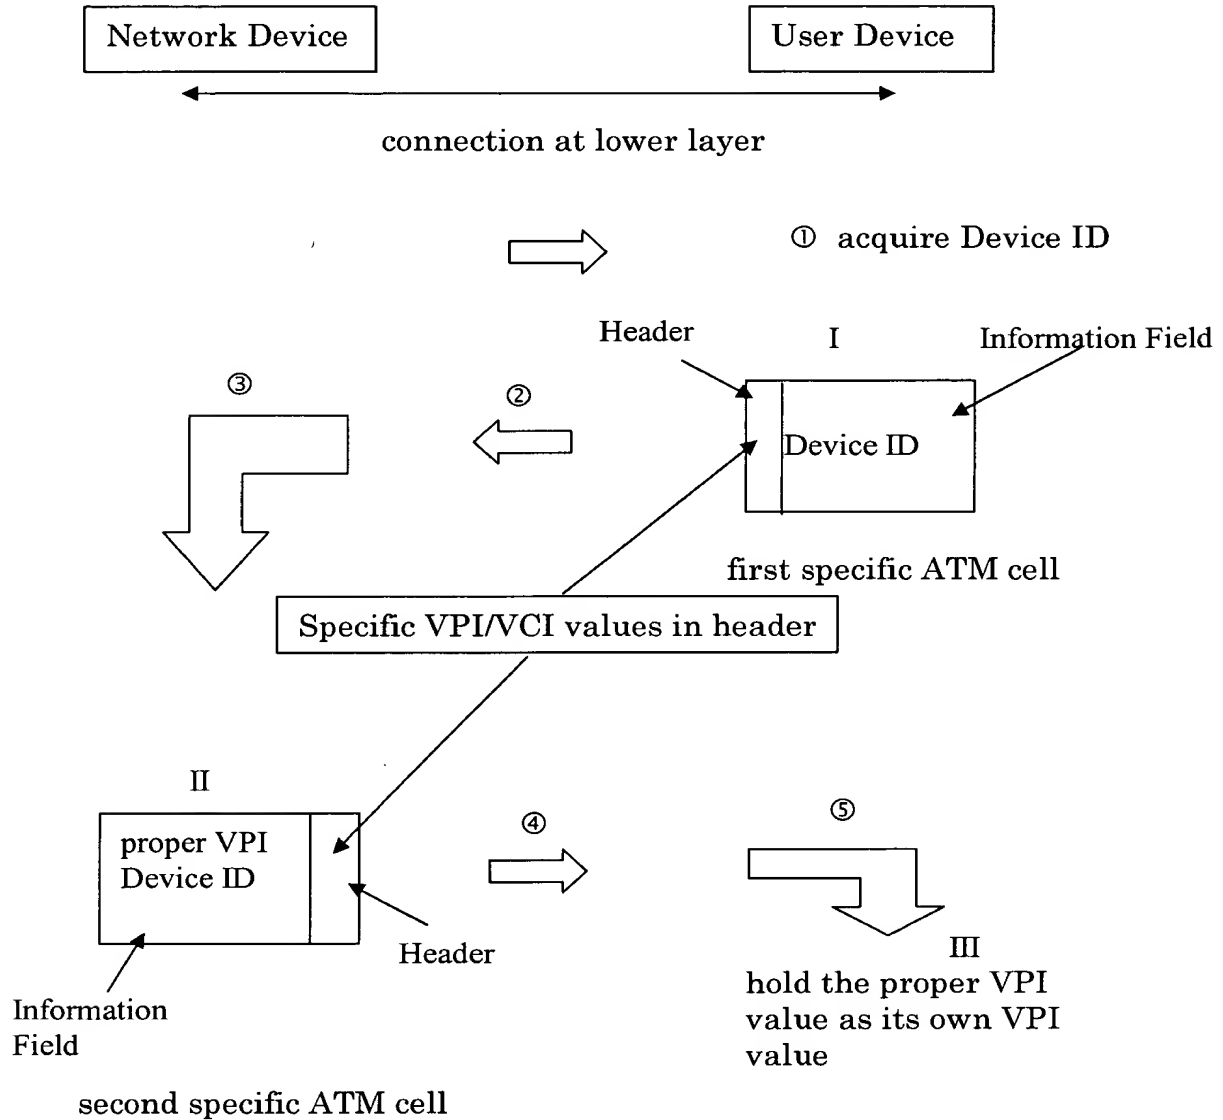 Network Device
User Device
connection at lower layer
① acquire Device ID
Header
I
Information Field
③
②
Device ID
first specific ATM cell
Specific VPI/VCI values in header
II
④
⑤
proper VPI
Device ID
Header
III
hold the proper VPI
value as its own VPI
value
Information
Field
second specific ATM cell